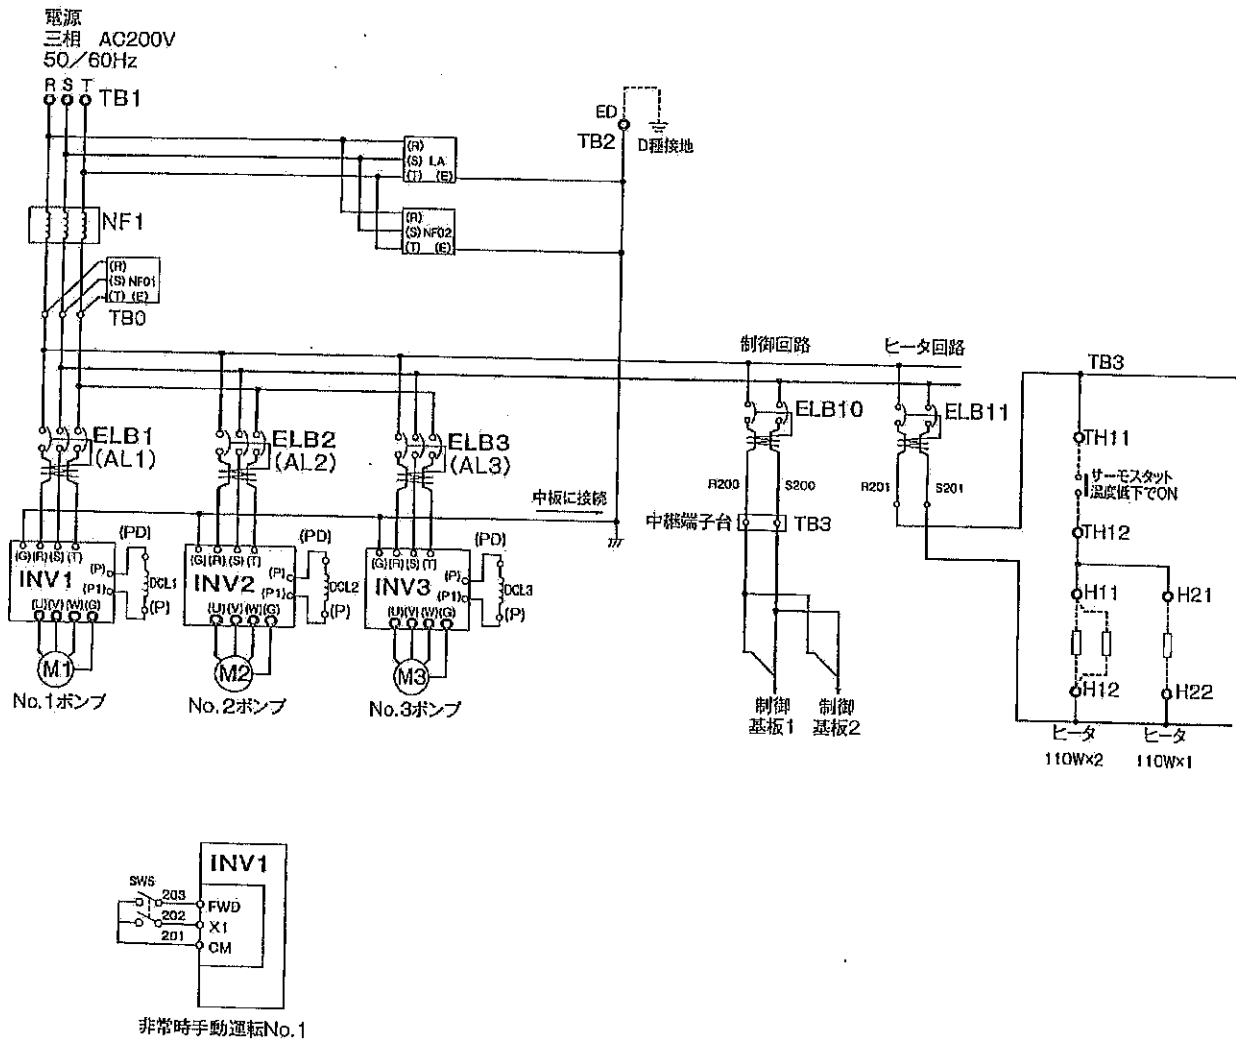 電源
三相 AC200V
50/60Hz
R S T
TB1
ED
TB2
D種接地
(R)
(S) LA
(T) (E)
(R)
(S) NF02
(T) (E)
NF1
(R)
(S) NF01
(T) (E)
TB0
制御回路
ヒータ回路
TB3
ELB1
(AL1)
ELB2
(AL2)
ELB3
(AL3)
ELB10
ELB11
TH11
サーモスタット
温度低下でON
TH12
R200
S200
R201
S201
中板に接続
中継端子台
TB3
(G) (R) (S) (T)
INV1
(P)
(P1)
(U) (V) (W) (G)
(PD)
DCL1
(P)
M1
No.1ポンプ
(G) (R) (S) (T)
INV2
(P)
(P1)
(U) (V) (W) (G)
(PD)
DCL2
(P)
M2
No.2ポンプ
(G) (R) (S) (T)
INV3
(P)
(P1)
(U) (V) (W) (G)
(PD)
DCL3
(P)
M3
No.3ポンプ
制御
基板1
制御
基板2
H11
H21
H12
H22
ヒータ
110W×2
ヒータ
110W×1
INV1
SWS
203
FWD
202
X1
201
CM
非常時手動運転No.1